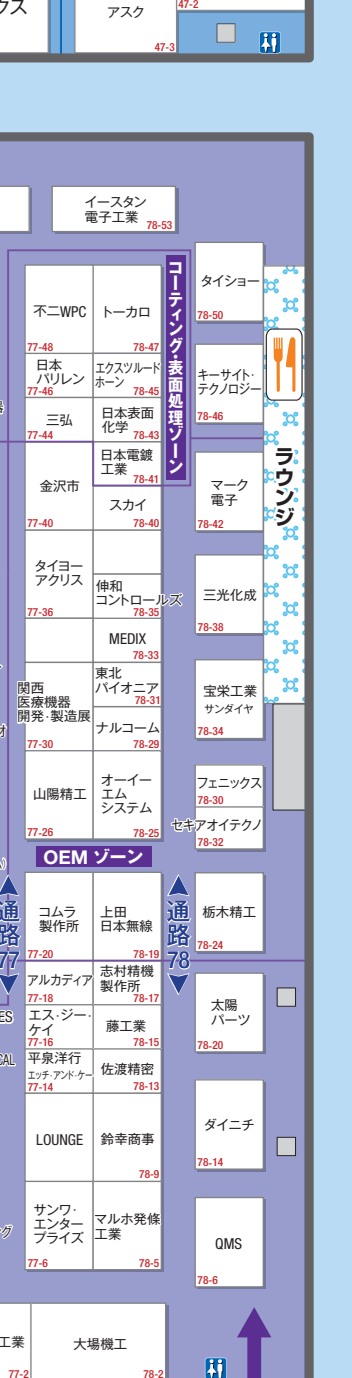 クス
アスク
47-3
47-2
イースタン
電子工業
78-53
コーティング・表面処理ゾーン
タイショー
78-50
不二WPC
77-48
トーカロ
78-47
日本
バリレン
77-46
エクスツルード
ホーン
78-45
キーサイト・
テクノロジー
78-46
三弘
77-44
日本表面
化学
78-43
ラウンジ
金沢市
77-40
日本電鍍
工業
78-41
スカイ
78-40
マーク
電子
78-42
タイヨー
アクリス
77-36
伸和
コントロールズ
78-35
三光化成
78-38
MEDIX
78-33
関西
医療機器
開発・製造展
77-30
東北
パイオニア
78-31
ナルコーム
78-29
宝栄工業
サンダイヤ
78-34
山陽精工
77-26
オーイー
エム
システム
78-25
フェニックス
78-30
セキアオイテクノ
78-32
OEM ゾーン
通路77
コムラ
製作所
77-20
上田
日本無線
78-19
通路78
栃木精工
78-24
アルカディア
77-18
志村精機
製作所
78-17
エス・ジー・
ケイ
77-16
藤工業
78-15
太陽
パーツ
78-20
ES
平泉洋行
エッチ・アンド・ケー
77-14
佐渡精密
78-13
CAL
LOUNGE
鈴幸商事
78-9
ダイニチ
78-14
サンワ・
エンター
プライズ
77-6
マルホ発條
工業
78-5
QMS
78-6
工業
77-2
大場機工
78-2